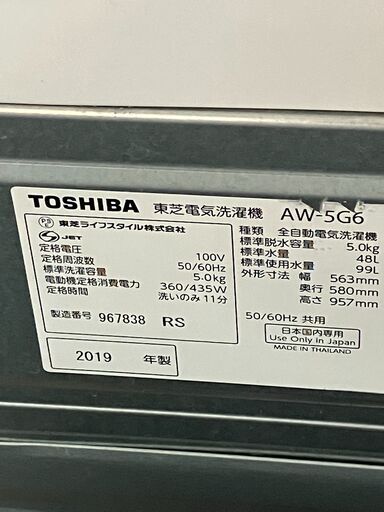 TOSHIBA 東芝電気洗濯機 AW-5G6
PSE 東芝ライフスタイル株式会社
S JET
定格電圧 100V
定格周波数 50/60Hz
標準洗濯容量 5.0kg
電動機定格消費電力 360/435W
定格時間 洗いのみ 11分
製造番号 967838 RS
2019 年製
種類 全自動電気洗濯機
標準脱水容量 5.0kg
標準水量 48L
標準使用水量 99L
外形寸法 幅 563mm
奥行 580mm
高さ 957mm
50/60Hz 共用
日本国内専用
Use Only in Japan
MADE IN THAILAND